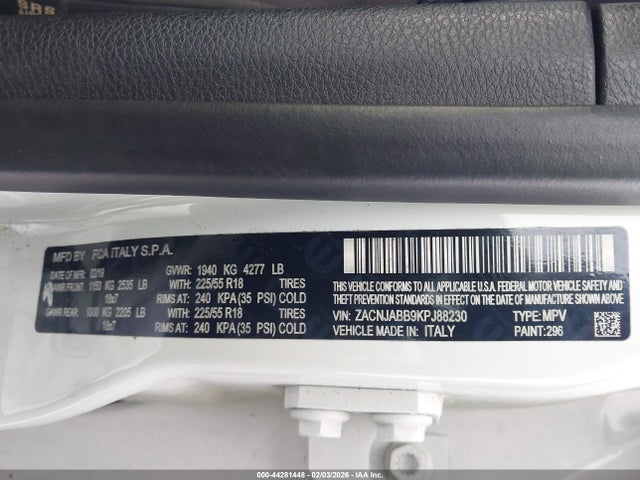 SRS
MFD BY FCA ITALY S.P.A.
DATE OF MFR 02/19 GVWR: 1940 KG 4277 LB
GAWR FRONT: 1150 KG 2535 LB WITH: 225/55 R18 TIRES
18x7 RIMS AT: 240 KPA (35 PSI) COLD
GAWR REAR: 1000 KG 2205 LB WITH: 225/55 R18 TIRES
18x7 RIMS AT: 240 KPA (35 PSI) COLD
THIS VEHICLE CONFORMS TO ALL APPLICABLE U.S.A. FEDERAL MOTOR VEHICLE SAFETY AND
THEFT PREVENTION STANDARDS IN EFFECT ON THE DATE OF MANUFACTURE SHOWN ABOVE.
VIN: ZACNJABB9KPJ88230 TYPE: MPV
VEHICLE MADE IN: ITALY PAINT: 296
000-44281448 - 02/03/2026 - IAAI.COM